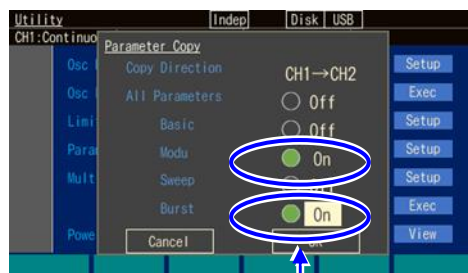 Utility
Indep
Disk
USB
CH1:Continuo
Parameter Copy
Osc
Copy Direction
CH1→CH2
Setup
Osc
All Parameters
Off
Exec
Limi
Basic
Off
Setup
Para
Modu
On
Setup
Mult
Sweep
Setup
Burst
On
Exec
Powe
Cancel
View